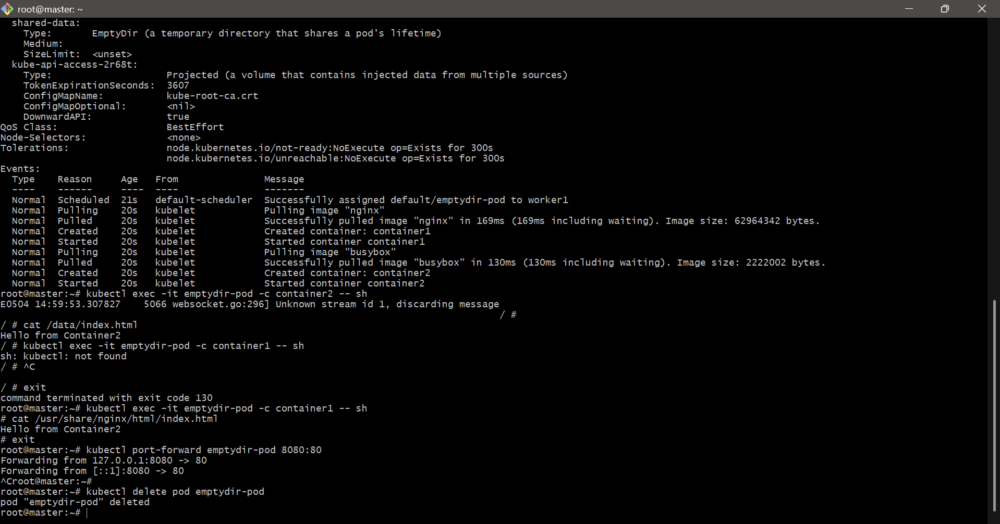 root@master: ~
  shared-data:
    Type:       EmptyDir (a temporary directory that shares a pod's lifetime)
    Medium:
    SizeLimit:  <unset>
  kube-api-access-2r68t:
    Type:                    Projected (a volume that contains injected data from multiple sources)
    TokenExpirationSeconds:  3607
    ConfigMapName:           kube-root-ca.crt
    ConfigMapOptional:       <nil>
    DownwardAPI:             true
QoS Class:                   BestEffort
Node-Selectors:              <none>
Tolerations:                 node.kubernetes.io/not-ready:NoExecute op=Exists for 300s
                             node.kubernetes.io/unreachable:NoExecute op=Exists for 300s
Events:
  Type    Reason     Age   From               Message
  ----    ------     ----  ----               -------
  Normal  Scheduled  21s   default-scheduler  Successfully assigned default/emptydir-pod to worker1
  Normal  Pulling    20s   kubelet            Pulling image "nginx"
  Normal  Pulled     20s   kubelet            Successfully pulled image "nginx" in 169ms (169ms including waiting). Image size: 62964342 bytes.
  Normal  Created    20s   kubelet            Created container: container1
  Normal  Started    20s   kubelet            Started container container1
  Normal  Pulling    20s   kubelet            Pulling image "busybox"
  Normal  Pulled     20s   kubelet            Successfully pulled image "busybox" in 130ms (130ms including waiting). Image size: 2222002 bytes.
  Normal  Created    20s   kubelet            Created container: container2
  Normal  Started    20s   kubelet            Started container container2
root@master:~# kubectl exec -it emptydir-pod -c container2 -- sh
E0504 14:59:53.307827    5066 websocket.go:296] Unknown stream id 1, discarding message
                                                                                       / #
/ # cat /data/index.html
Hello from Container2
/ # kubectl exec -it emptydir-pod -c container1 -- sh
sh: kubectl: not found
/ # ^C

/ # exit
command terminated with exit code 130
root@master:~# kubectl exec -it emptydir-pod -c container1 -- sh
# cat /usr/share/nginx/html/index.html
Hello from Container2
# exit
root@master:~# kubectl port-forward emptydir-pod 8080:80
Forwarding from 127.0.0.1:8080 -> 80
Forwarding from [::1]:8080 -> 80
^Croot@master:~#
root@master:~# kubectl delete pod emptydir-pod
pod "emptydir-pod" deleted
root@master:~#